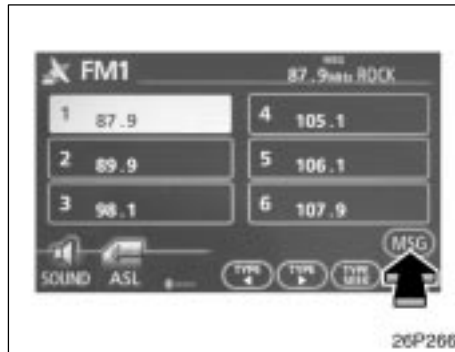 FM1
87.9MHz ROCK
1 87.9
4 105.1
2 89.9
5 106.1
3 98.1
6 107.9
MSG
SOUND ASL
TYPE TYPE TYPE
26P266